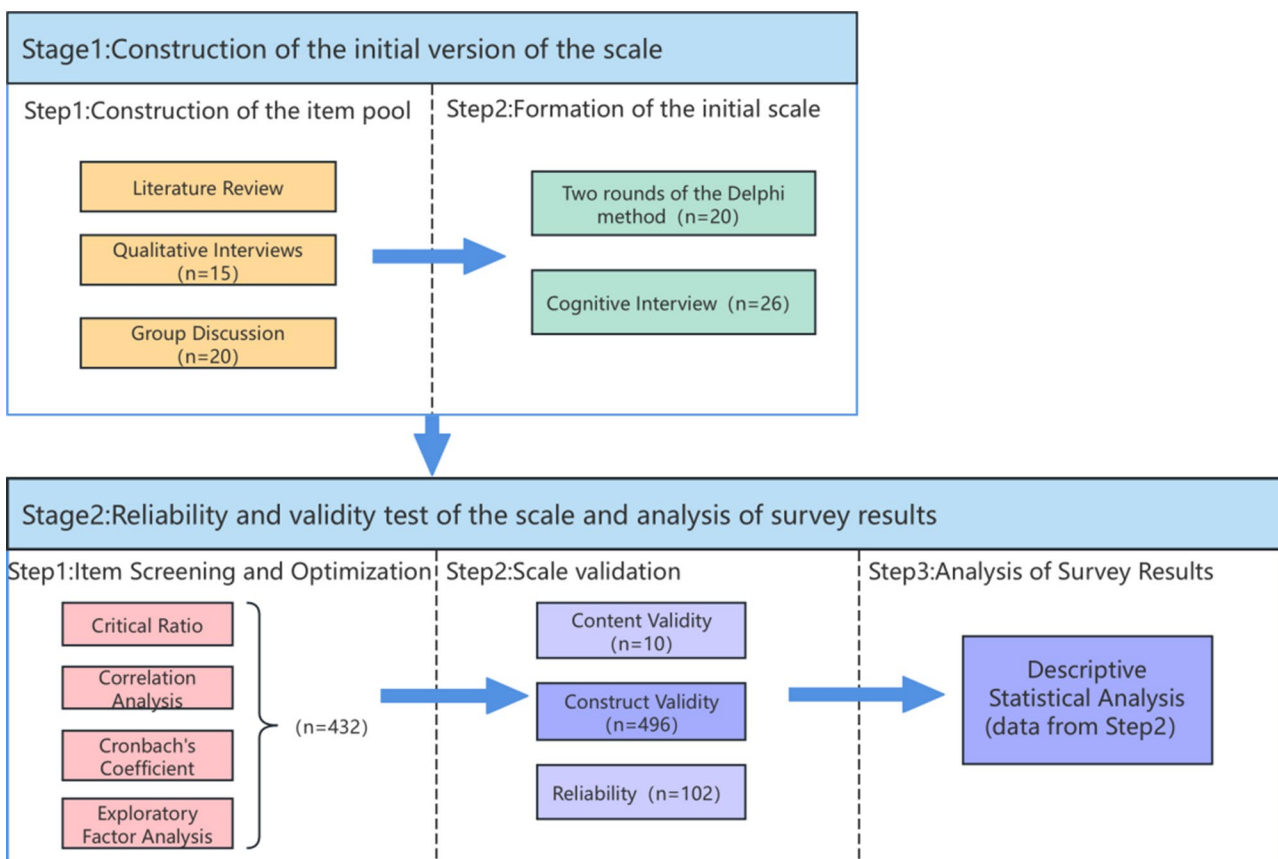 Stage1:Construction of the initial version of the scale
Step1:Construction of the item pool
Literature Review
Qualitative Interviews
(n=15)
Group Discussion
(n=20)
Step2:Formation of the initial scale
Two rounds of the Delphi
method (n=20)
Cognitive Interview (n=26)
Stage2:Reliability and validity test of the scale and analysis of survey results
Step1:Item Screening and Optimization
Critical Ratio
Correlation
Analysis
Cronbach's
Coefficient
Exploratory
Factor Analysis
(n=432)
Step2:Scale validation
Content Validity
(n=10)
Construct Validity
(n=496)
Reliability (n=102)
Step3:Analysis of Survey Results
Descriptive
Statistical Analysis
(data from Step2)